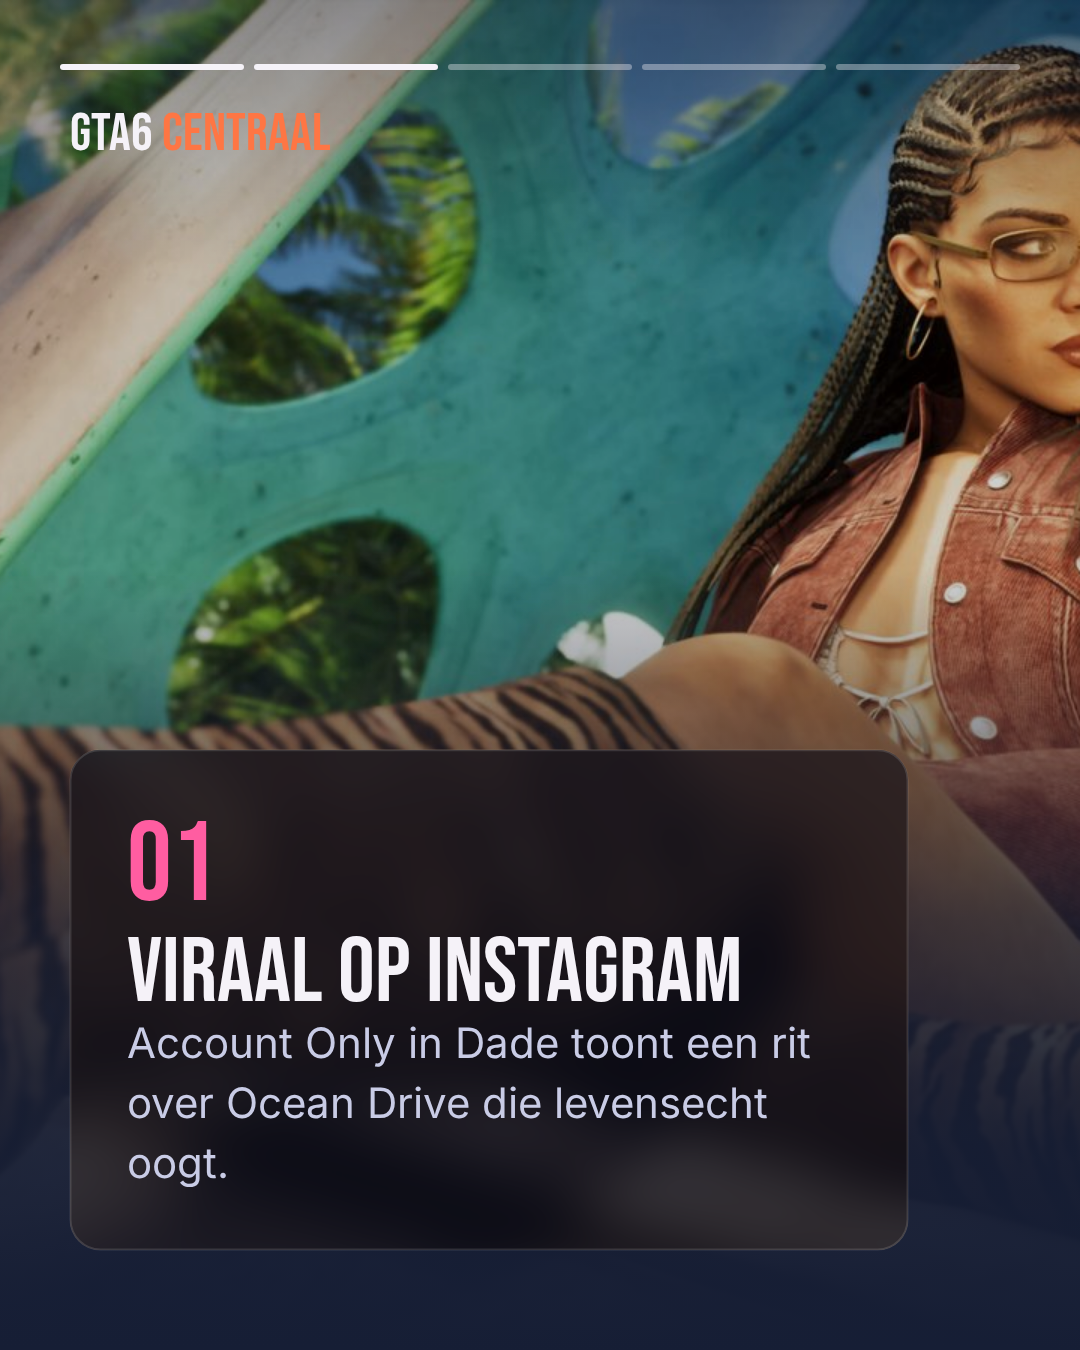 GTA6 CENTRAAL
01
VIRAAL OP INSTAGRAM
Account Only in Dade toont een rit
over Ocean Drive die levensecht
oogt.